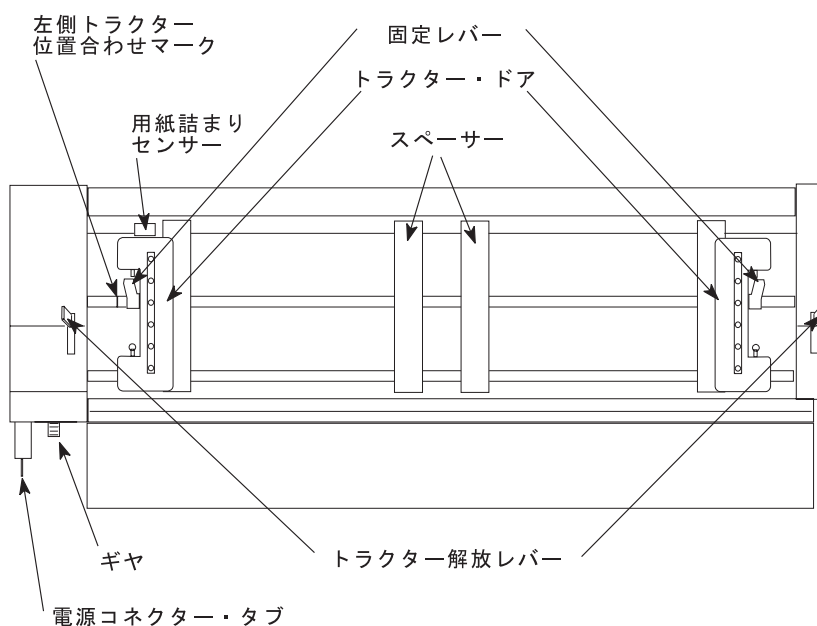 左側トラクター
位置合わせマーク
固定レバー
トラクター・ドア
用紙詰まり
センサー
スペーサー
ギヤ
トラクター解放レバー
電源コネクター・タブ